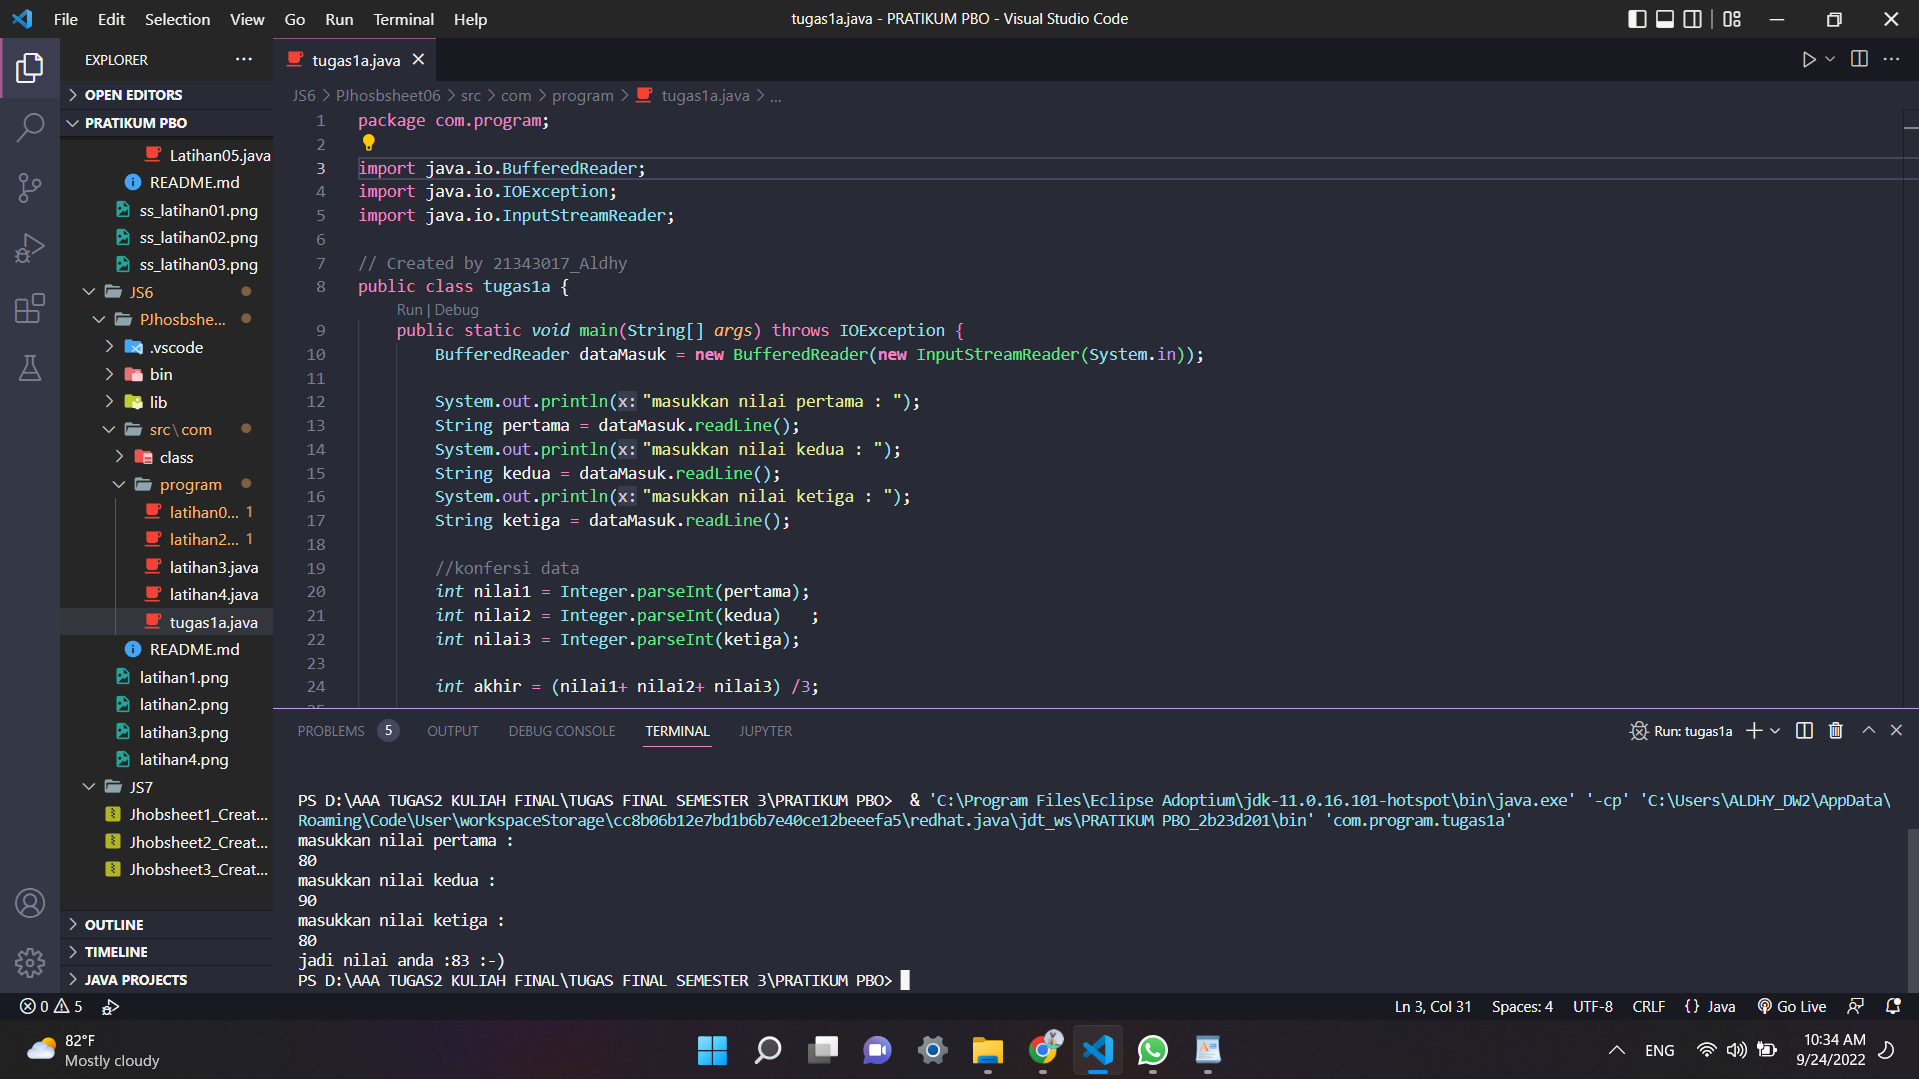 File Edit Selection View Go Run Terminal Help
tugas1a.java - PRATIKUM PBO - Visual Studio Code
EXPLORER
OPEN EDITORS
PRATIKUM PBO
Latihan05.java
README.md
ss_latihan01.png
ss_latihan02.png
ss_latihan03.png
JS6
PJhosbshe...
.vscode
bin
lib
src\com
class
program
latihan0... 1
latihan2... 1
latihan3.java
latihan4.java
tugas1a.java
README.md
latihan1.png
latihan2.png
latihan3.png
latihan4.png
JS7
Jhobsheet1_Creat...
Jhobsheet2_Creat...
Jhobsheet3_Creat...
OUTLINE
TIMELINE
JAVA PROJECTS
tugas1a.java
JS6 > PJhosbsheet06 > src > com > program > tugas1a.java > ...
1 package com.program;
2
3 import java.io.BufferedReader;
4 import java.io.IOException;
5 import java.io.InputStreamReader;
6
7 // Created by 21343017_Aldhy
8 public class tugas1a {
Run | Debug
9 public static void main(String[] args) throws IOException {
10 BufferedReader dataMasuk = new BufferedReader(new InputStreamReader(System.in));
11
12 System.out.println(x: "masukkan nilai pertama : ");
13 String pertama = dataMasuk.readLine();
14 System.out.println(x: "masukkan nilai kedua : ");
15 String kedua = dataMasuk.readLine();
16 System.out.println(x: "masukkan nilai ketiga : ");
17 String ketiga = dataMasuk.readLine();
18
19 //konfersi data
20 int nilai1 = Integer.parseInt(pertama);
21 int nilai2 = Integer.parseInt(kedua)   ;
22 int nilai3 = Integer.parseInt(ketiga);
23
24 int akhir = (nilai1+ nilai2+ nilai3) /3;
PROBLEMS 5 OUTPUT DEBUG CONSOLE TERMINAL JUPYTER
Run: tugas1a
PS D:\AAA TUGAS2 KULIAH FINAL\TUGAS FINAL SEMESTER 3\PRATIKUM PBO>  & 'C:\Program Files\Eclipse Adoptium\jdk-11.0.16.101-hotspot\bin\java.exe' '-cp' 'C:\Users\ALDHY_DW2\AppData\
Roaming\Code\User\workspaceStorage\cc8b06b12e7bd1b6b7e40ce12beeefa5\redhat.java\jdt_ws\PRATIKUM PBO_2b23d201\bin' 'com.program.tugas1a'
masukkan nilai pertama :
80
masukkan nilai kedua :
90
masukkan nilai ketiga :
80
jadi nilai anda :83 :-)
PS D:\AAA TUGAS2 KULIAH FINAL\TUGAS FINAL SEMESTER 3\PRATIKUM PBO>
0 5
Ln 3, Col 31 Spaces: 4 UTF-8 CRLF {} Java Go Live
82°F
Mostly cloudy
ENG
10:34 AM
9/24/2022